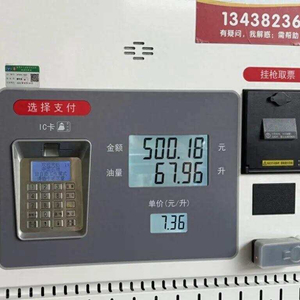 13438236
有疑问，我解惑；需帮助
选择支付
挂枪取票
IC卡
金额 500.18 元
油量 67.96 升
单价(元/升)
7.36